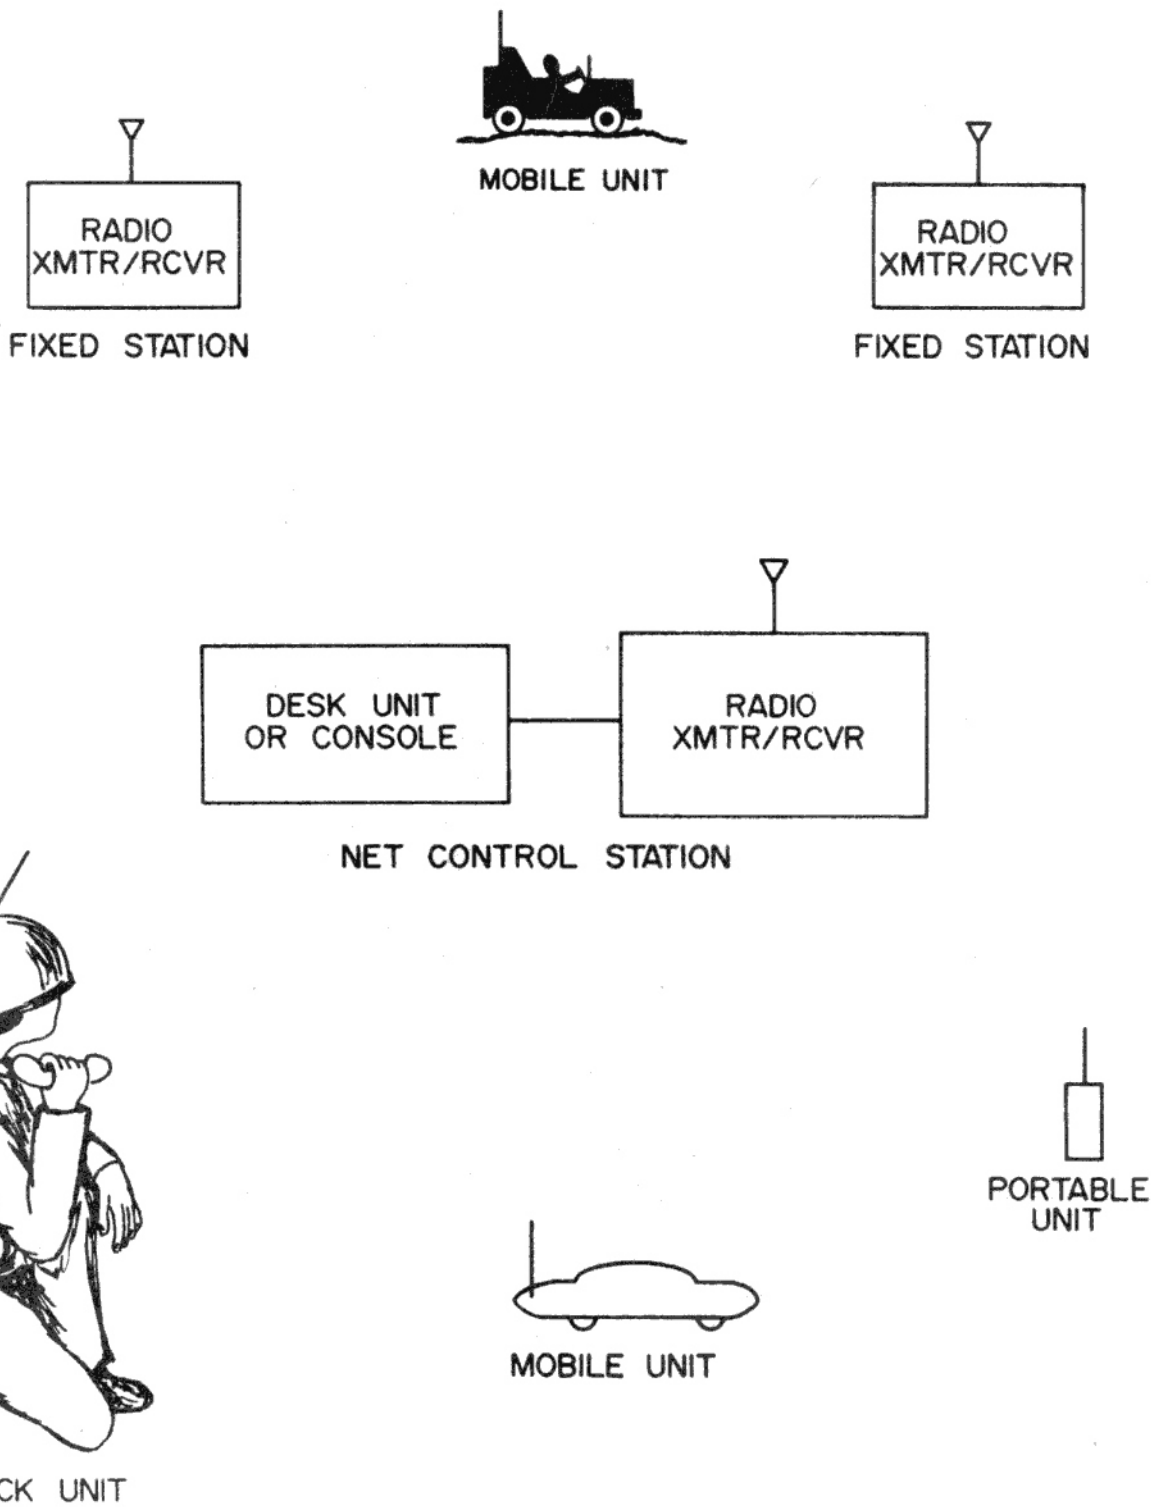 MOBILE UNIT
RADIO
XMTR/RCVR
FIXED STATION
RADIO
XMTR/RCVR
FIXED STATION
DESK UNIT
OR CONSOLE
RADIO
XMTR/RCVR
NET CONTROL STATION
PORTABLE
UNIT
MOBILE UNIT
CK UNIT